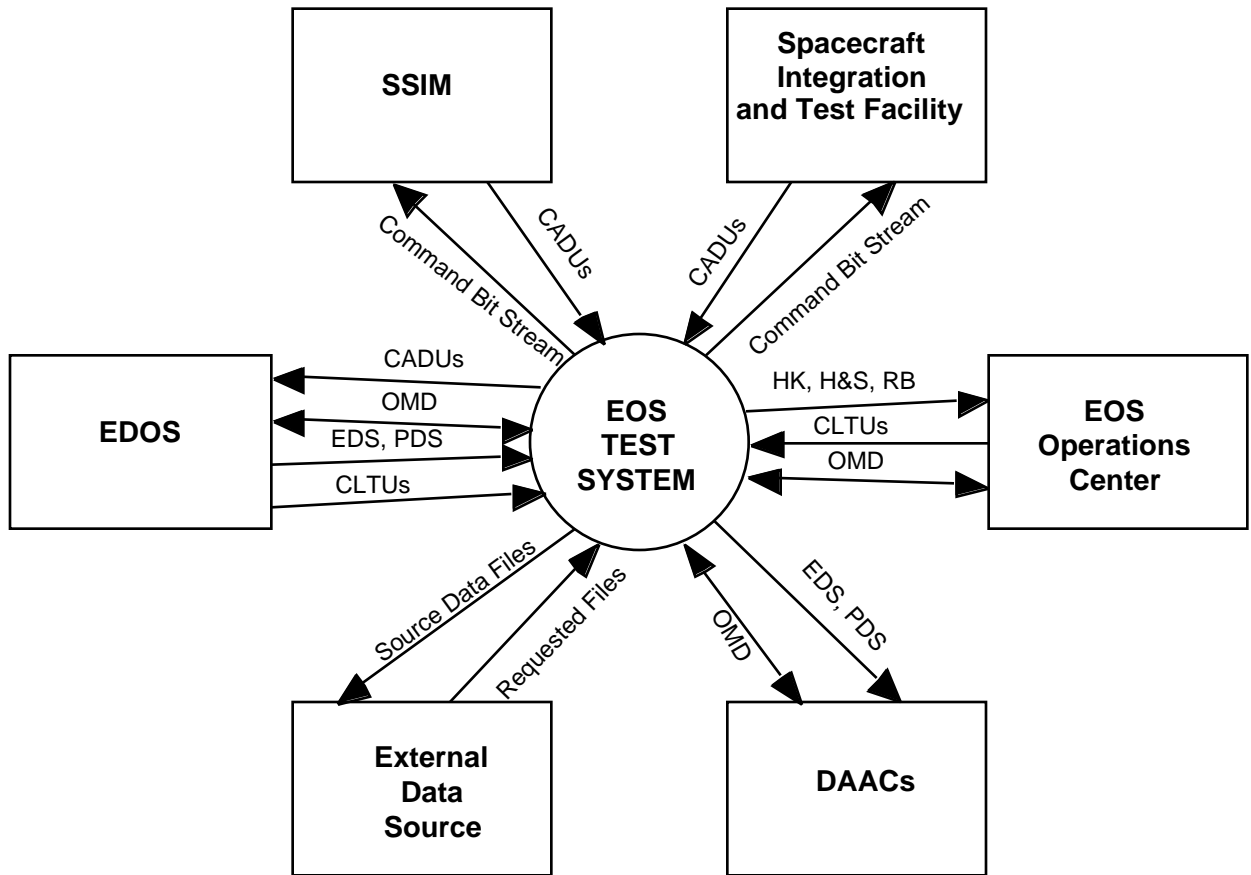 SSIM
Spacecraft
Integration
and Test Facility
CADUs
Command Bit Stream
CADUs
Command Bit Stream
EDOS
CADUs
OMD
EDS, PDS
CLTUs
EOS
TEST
SYSTEM
HK, H&S, RB
CLTUs
OMD
EOS
Operations
Center
Source Data Files
Requested Files
OMD
EDS, PDS
External
Data
Source
DAACs